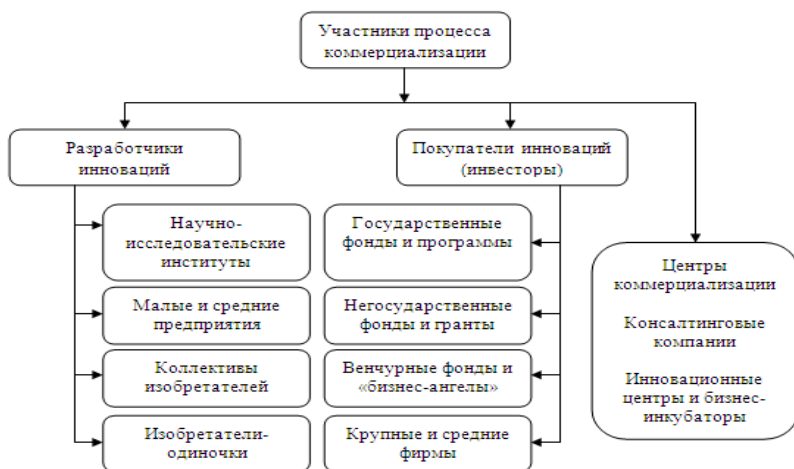 Участники процесса
коммерциализации
Разработчики
инноваций
Покупатели инноваций
(инвесторы)
Научно-
исследовательские
институты
Малые и средние
предприятия
Коллективы
изобретателей
Изобретатели-
одиночки
Государственные
фонды и программы
Негосударственные
фонды и гранты
Венчурные фонды и
«бизнес-ангелы»
Крупные и средние
фирмы
Центры
коммерциализации
Консалтинговые
компании
Инновационные
центры и бизнес-
инкубаторы